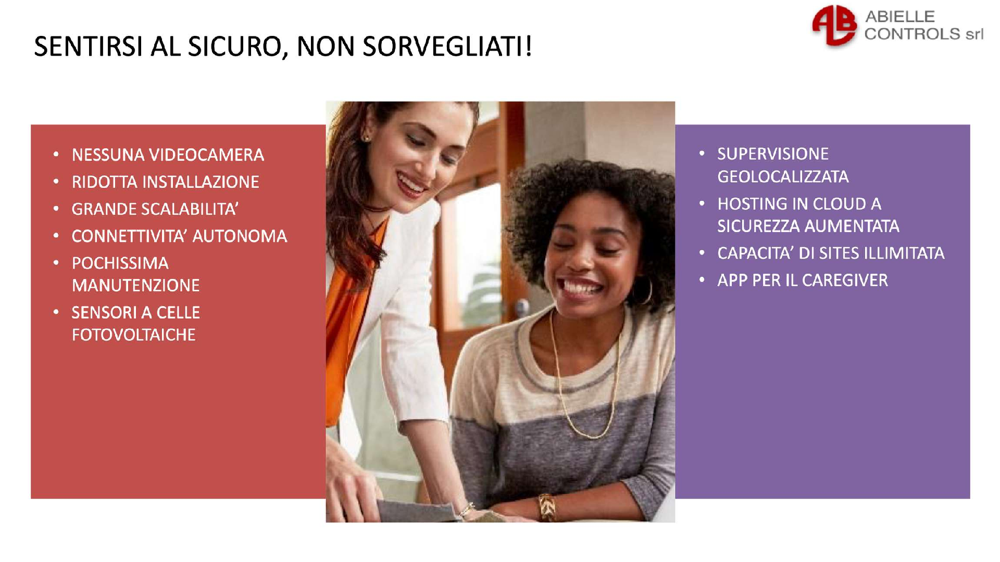 ABIELLE
CONTROLS srl
SENTIRSI AL SICURO, NON SORVEGLIATI!
• NESSUNA VIDEOCAMERA
• RIDOTTA INSTALLAZIONE
• GRANDE SCALABILITA’
• CONNETTIVITA’ AUTONOMA
• POCHISSIMA
MANUTENZIONE
• SENSORI A CELLE
FOTOVOLTAICHE
• SUPERVISIONE
GEOLOCALIZZATA
• HOSTING IN CLOUD A
SICUREZZA AUMENTATA
• CAPACITA’ DI SITES ILLIMITATA
• APP PER IL CAREGIVER